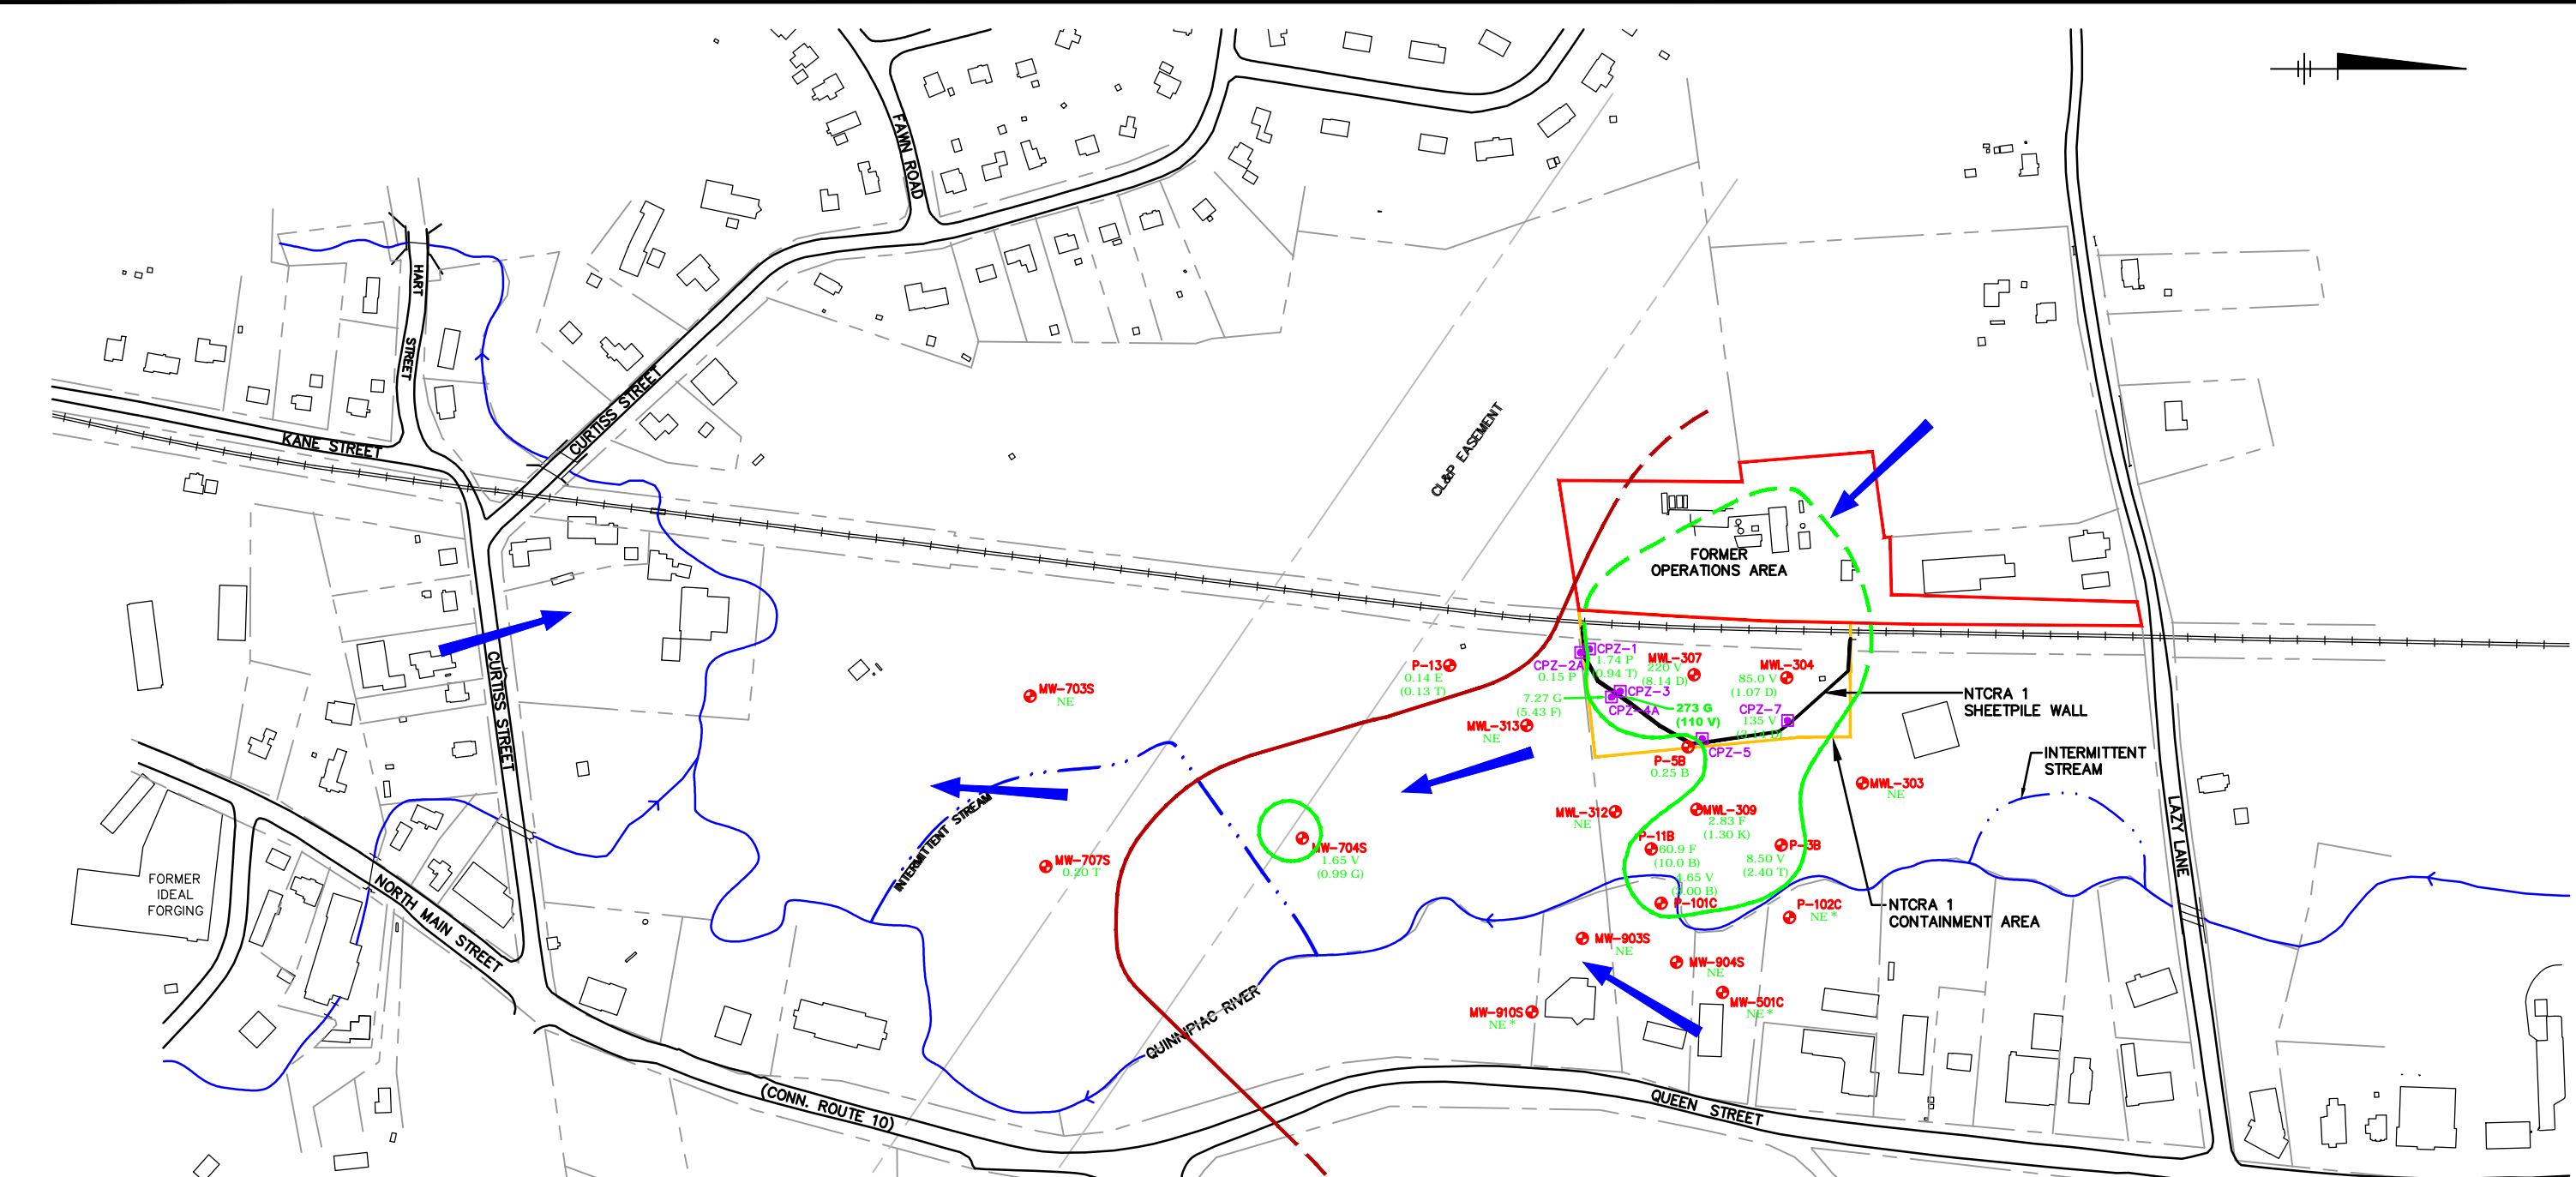 FAWN ROAD
HART
STREET
KANE STREET
CURTISS STREET
CL&P EASEMENT
FORMER
OPERATIONS AREA
CURTISS STREET
P-13
0.14 E
(0.13 T)
CPZ-1
1.74 P
(0.94 T)
CPZ-2A
0.15 P
MWL-307
220 V
(8.14 D)
MWL-304
85.0 V
(1.07 D)
MW-703S
NE
CPZ-3
7.27 G
(5.43 F)
CPZ-4A
273 G
(110 V)
CPZ-7
135 V
NTCRA 1
SHEETPILE WALL
MWL-313
NE
CPZ-5
P-5B
0.25 B
INTERMITTENT
STREAM
MWL-303
NE
INTERMITTENT STREAM
MWL-312
NE
MWL-309
2.83 F
(1.30 K)
LAZY LANE
MW-704S
1.65 V
(0.99 G)
P-11B
60.9 F
(10.0 B)
P-3B
8.50 V
(2.40 T)
MW-707S
0.20 T
FORMER
IDEAL
FORGING
NORTH MAIN STREET
4.65 V
P-101C
P-102C
NE *
NTCRA 1
CONTAINMENT AREA
MW-903S
NE
MW-904S
NE
MW-501C
NE *
MW-910S
NE *
QUINNIPIAC RIVER
(CONN. ROUTE 10)
QUEEN STREET